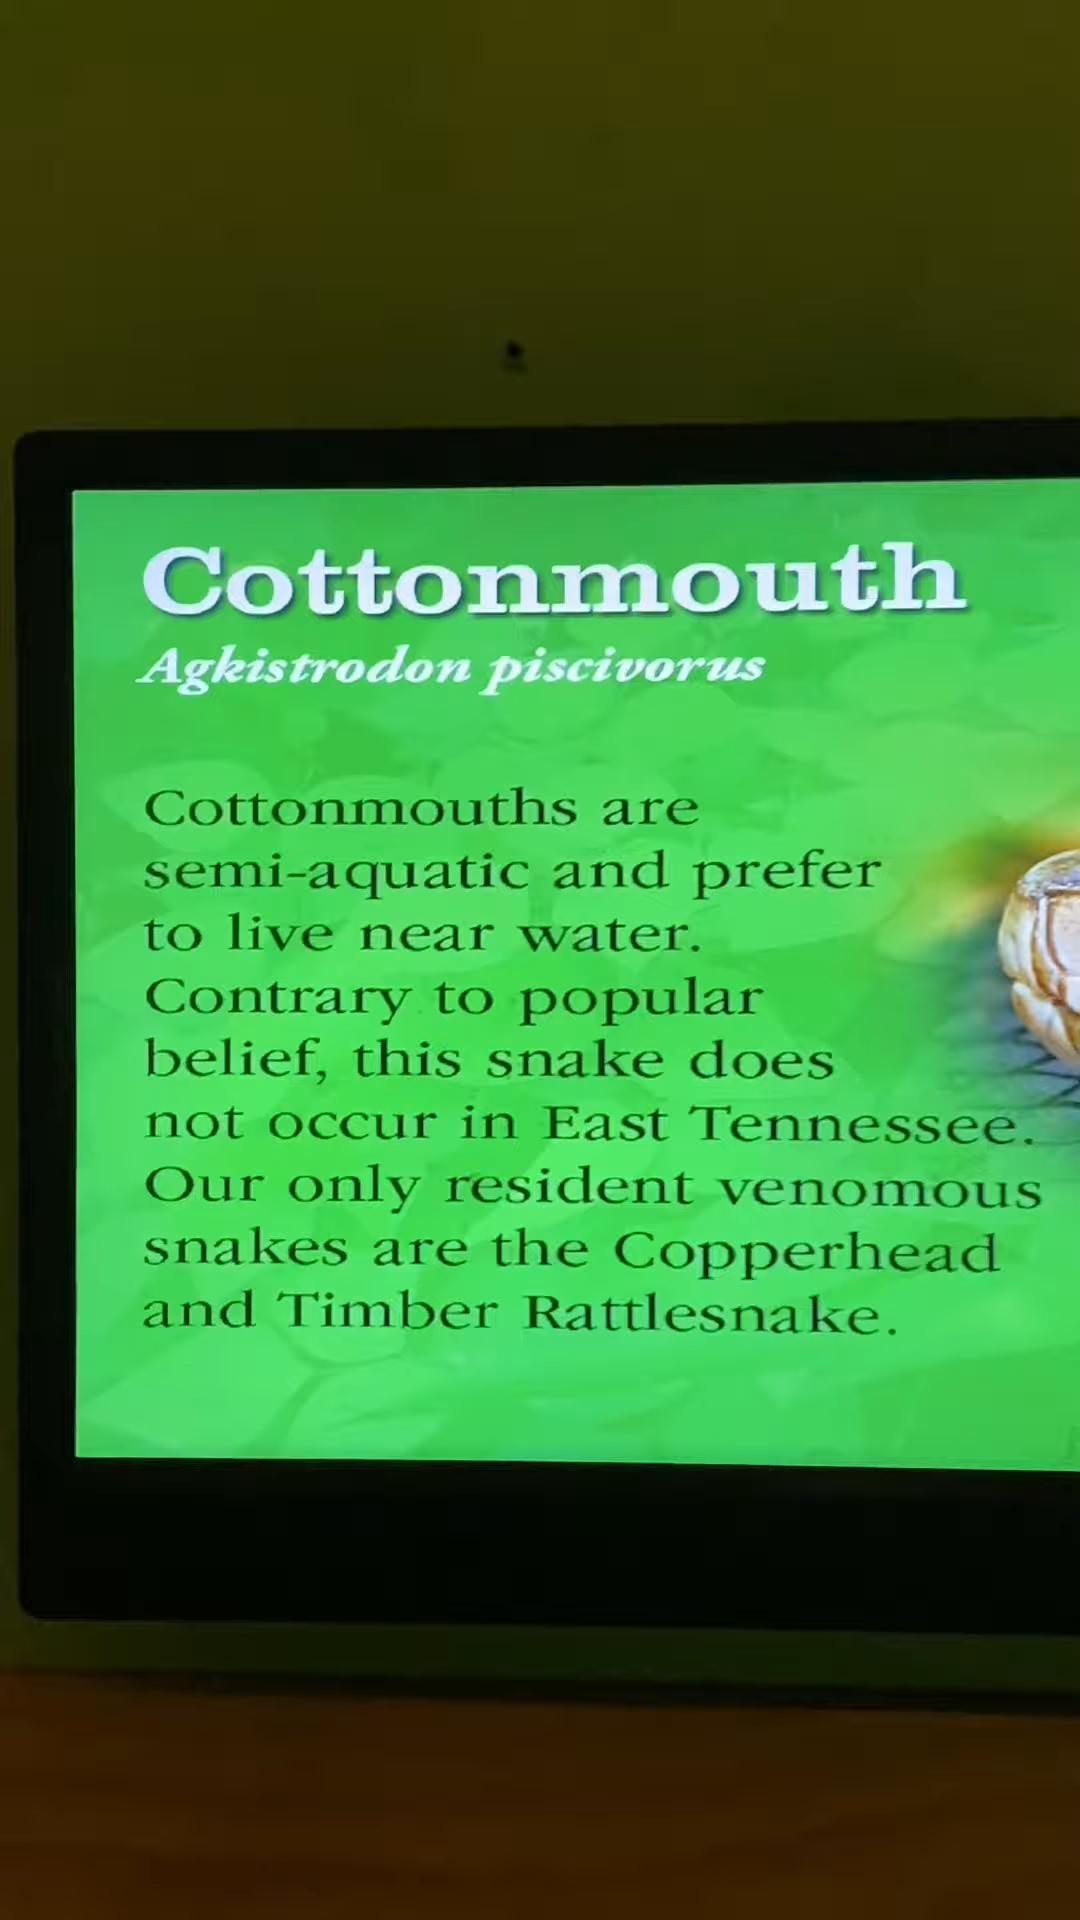 Cottonmouth
Agkistrodon piscivorus
Cottonmouths are
semi-aquatic and prefer
to live near water.
Contrary to popular
belief, this snake does
not occur in East Tennessee.
Our only resident venomous
snakes are the Copperhead
and Timber Rattlesnake.